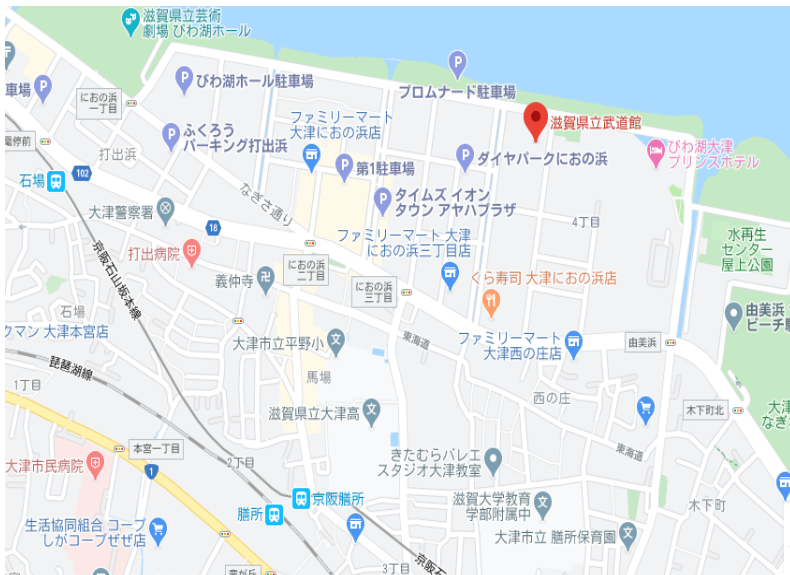 滋賀県立芸術
劇場 びわ湖ホール
車場
びわ湖ホール駐車場
プロムナード駐車場
におの浜
一丁目
ファミリーマート
大津におの浜店
滋賀県立武道館
ふくろう
パーキング打出浜
電停前
打出浜
第1駐車場
ダイヤパークにおの浜
びわ湖大津
プリンスホテル
石場
102
なぎさ通り
タイムズ イオン
タウン アヤハプラザ
大津警察署
18
4丁目
ファミリーマート 大津
におの浜三丁目店
水再生
センター
屋上公園
打出病院
京阪石山坂本線
義仲寺
におの浜
二丁目
におの浜
三丁目
くら寿司 大津におの浜店
石場
由美浜
ビーチ駐
クマン 大津本宮店
大津市立平野小
東海道
ファミリーマート
大津西の庄店
由美浜
琵琶湖線
1丁目
馬場
西の庄
滋賀県立大津高
木下町北
大津
なぎさ
本宮一丁目
東海道
大津市民病院
1
2丁目
きたむらバレエ
スタジオ大津教室
京阪膳所
膳所
滋賀大学教育
学部附属中
木下町
生活協同組合 コープ
しがコープぜぜ店
大津市立 膳所保育園
京阪石
竜が丘
3丁目